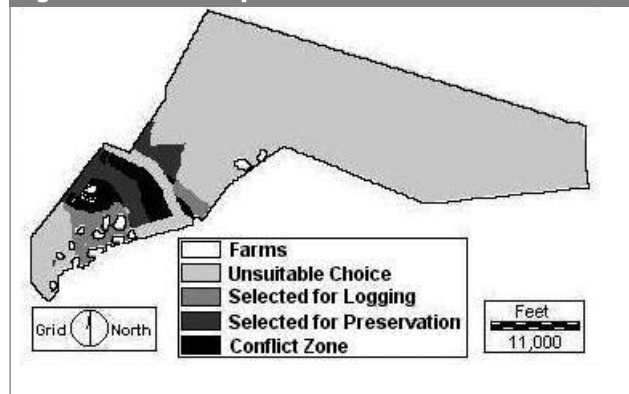 Farms
Unsuitable Choice
Selected for Logging
Selected for Preservation
Conflict Zone
Grid North
Feet
11,000